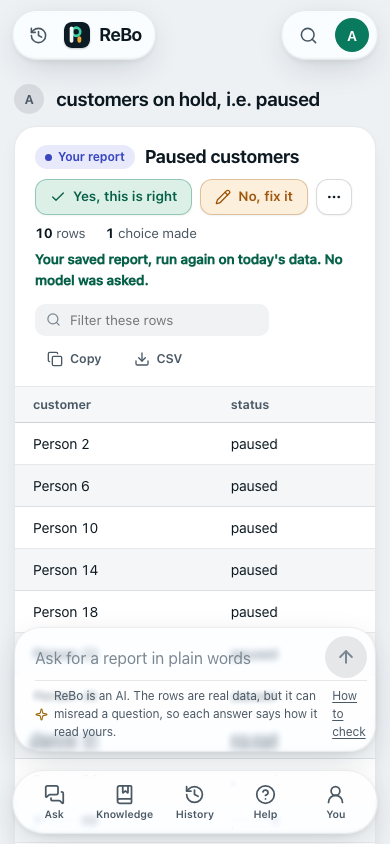 ReBo
A
A
customers on hold, i.e. paused
Your report
Paused customers
Yes, this is right
No, fix it
10 rows 1 choice made
Your saved report, run again on today's data. No
model was asked.
Filter these rows
Copy
CSV
customer status
Person 2 paused
Person 6 paused
Person 10 paused
Person 14 paused
Person 18 paused
Ask for a report in plain words
ReBo is an AI. The rows are real data, but it can
misread a question, so each answer says how it
read yours.
How
to
check
Ask
Knowledge
History
Help
You